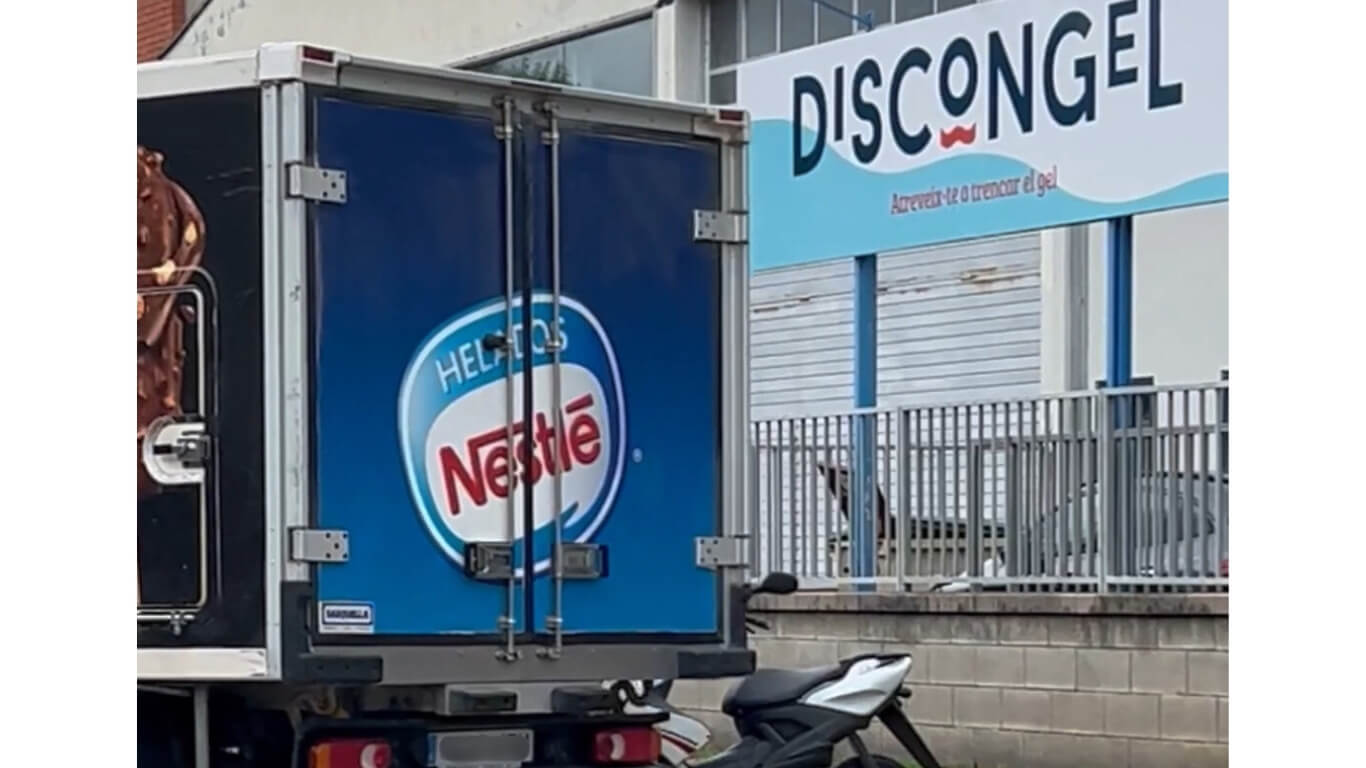 DISCONGEL
Atreveix-te a trencar el gel
HELADOS
Nestlé
®